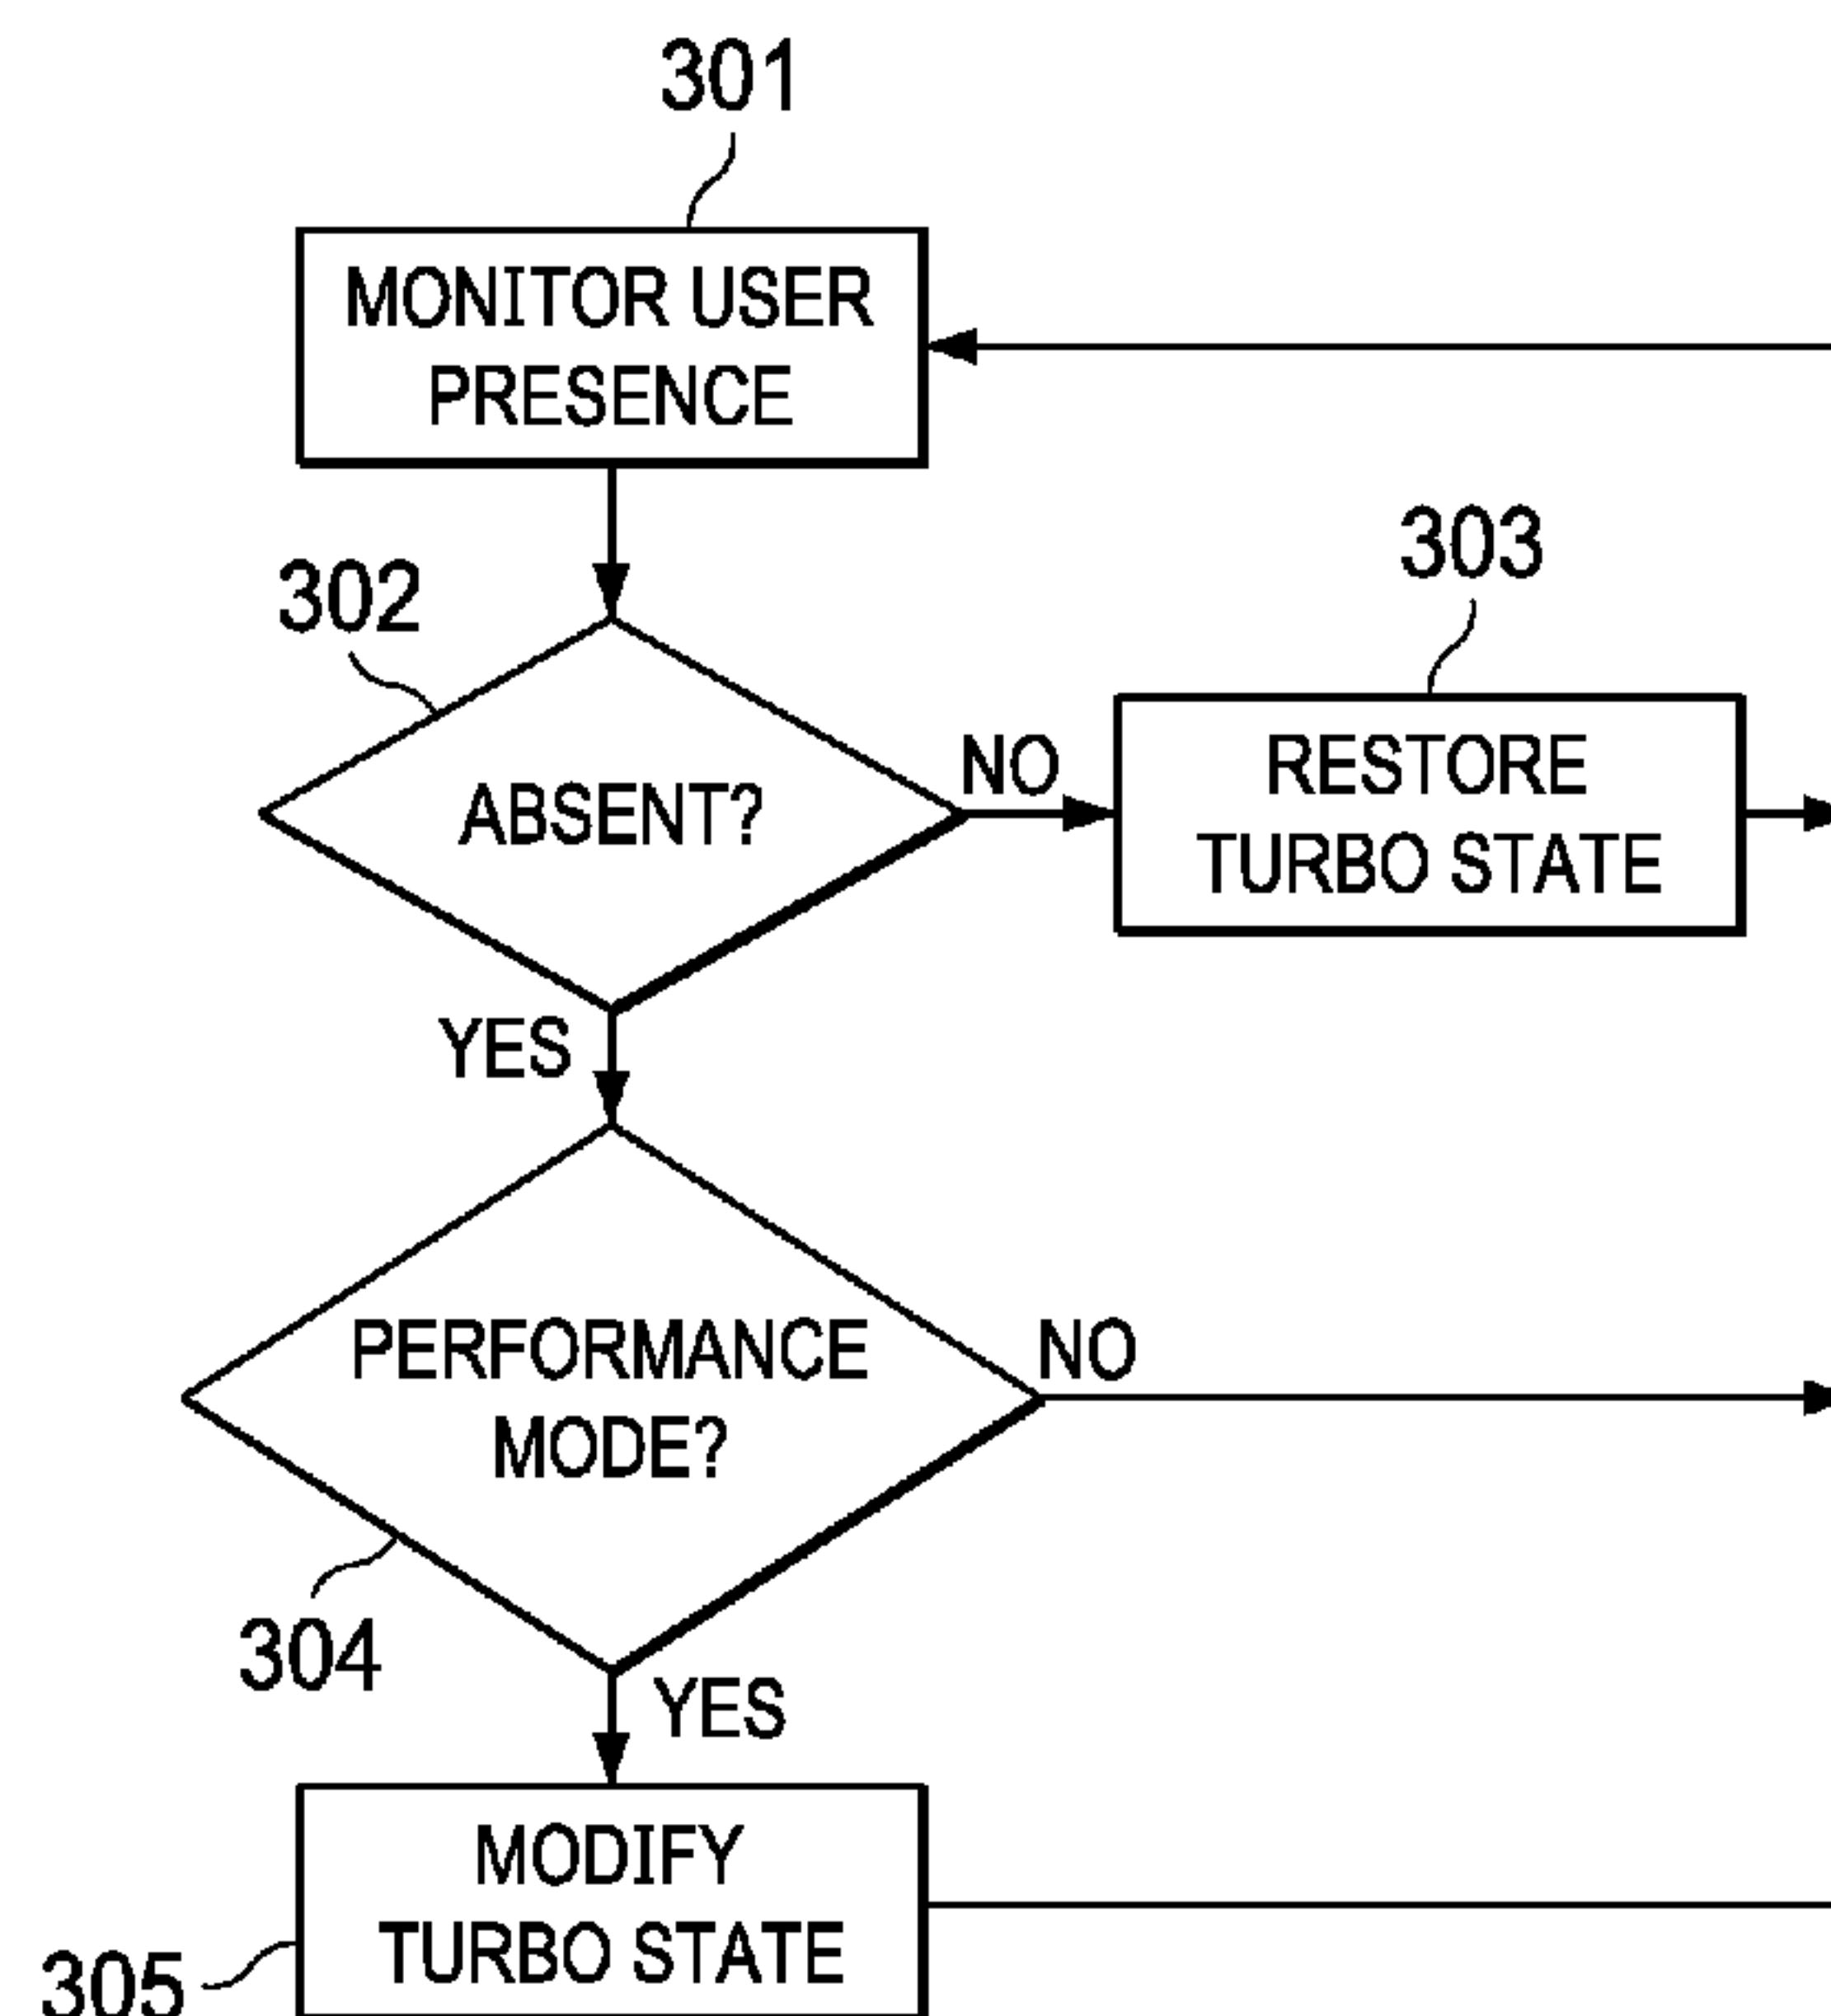 301
MONITOR USER
PRESENCE
302
ABSENT?
NO
303
RESTORE
TURBO STATE
YES
PERFORMANCE
MODE?
NO
304
YES
MODIFY
TURBO STATE
305